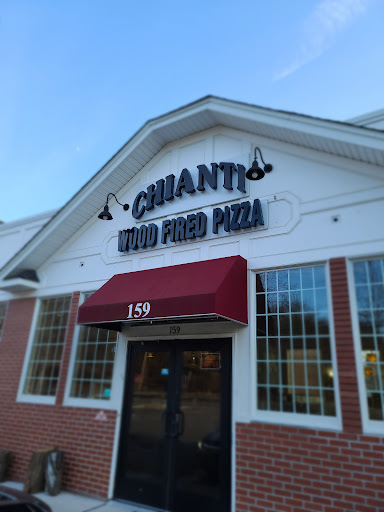 CHIANTI
WOOD FIRED PIZZA
159
159